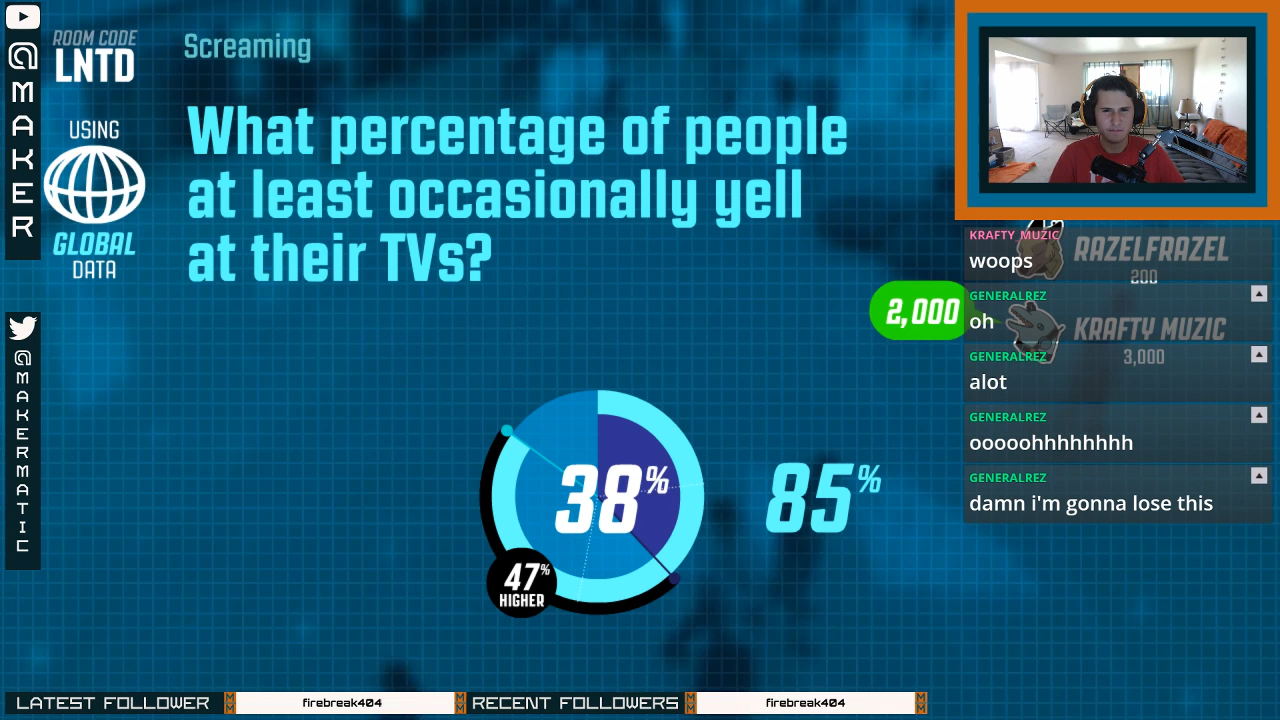 @MAKER
@MAKERMATIC
ROOM CODE
LNTD
USING
GLOBAL
DATA
Screaming
What percentage of people
at least occasionally yell
at their TVs?
2,000
38%
85%
47%
HIGHER
RAZELFRAZEL
200
KRAFTY MUZIC
3,000
KRAFTY MUZIC
woops
GENERALREZ
oh
GENERALREZ
alot
GENERALREZ
ooooohhhhhhhh
GENERALREZ
damn i'm gonna lose this
LATEST FOLLOWER
firebreak404
RECENT FOLLOWERS
firebreak404